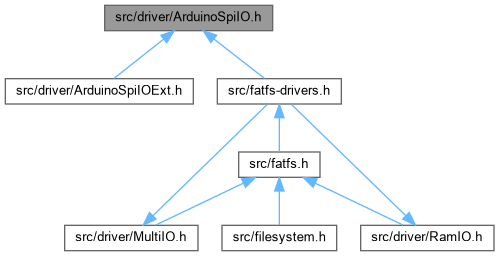 src/driver/ArduinoSpiIO.h
src/driver/ArduinoSpiIOExt.h
src/fatfs-drivers.h
src/fatfs.h
src/driver/MultiIO.h
src/filesystem.h
src/driver/RamIO.h